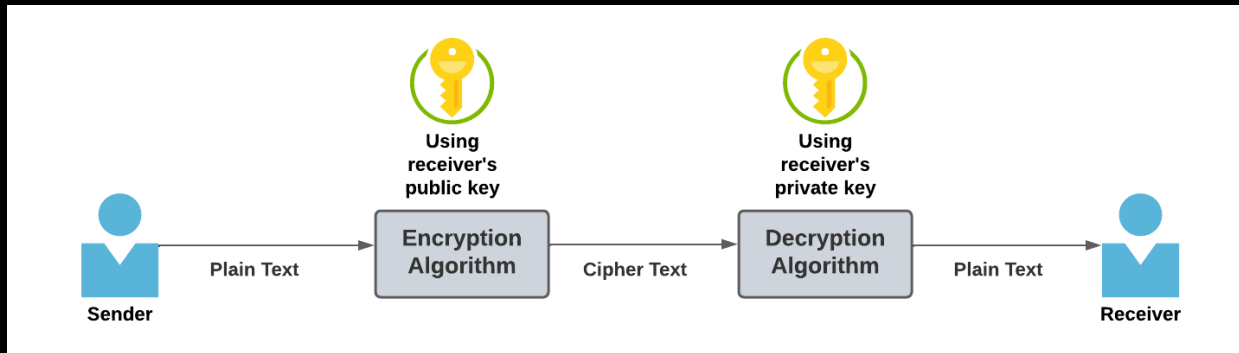 Using
receiver's
public key
Using
receiver's
private key
Encryption
Algorithm
Decryption
Algorithm
Plain Text
Cipher Text
Plain Text
Sender
Receiver